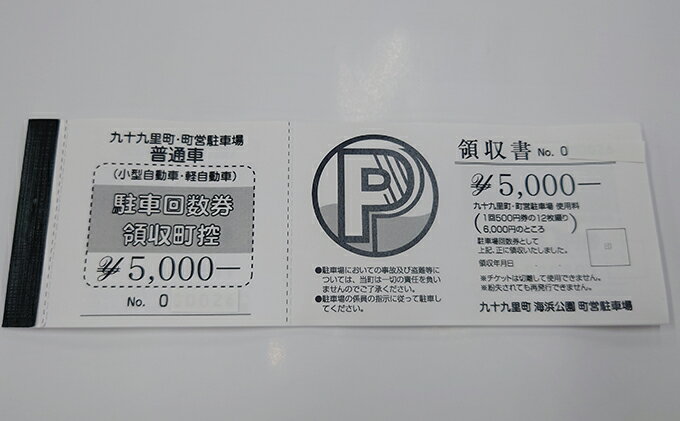 九十九里町・町営駐車場
普通車
(小型自動車・軽自動車)
駐車回数券
領収町控
¥5,000―
No. 0
P
●駐車場においての事故及び盗難等に
ついては、当町は一切の責任を負い
ませんのでご了承ください。
●駐車場の係員の指示に従って駐車し
てください。
領収書 No. 0
¥5,000―
九十九里町・町営駐車場 使用料
(1回500円券の12枚綴り
6,000円のところ)
駐車場回数券として
上記、正に領収いたしました。
領収年月日
印
※チケットは切離して使用できません。
※紛失されても再発行できません。
九十九里町 海浜公園 町営駐車場